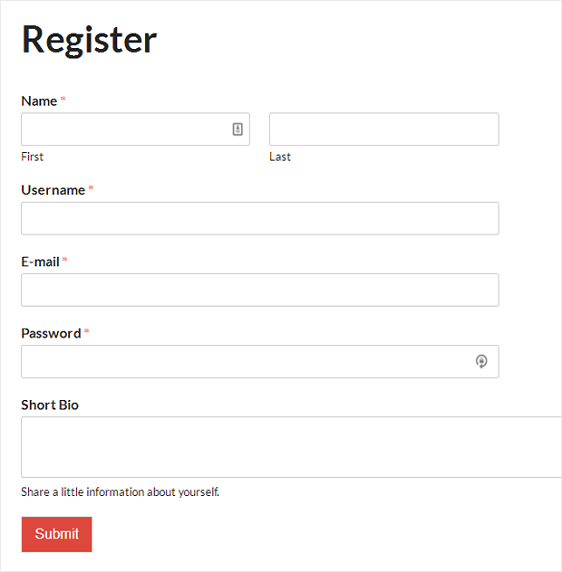 Register
Name *
First Last
Username *
E-mail *
Password *
Short Bio
Share a little information about yourself.
Submit